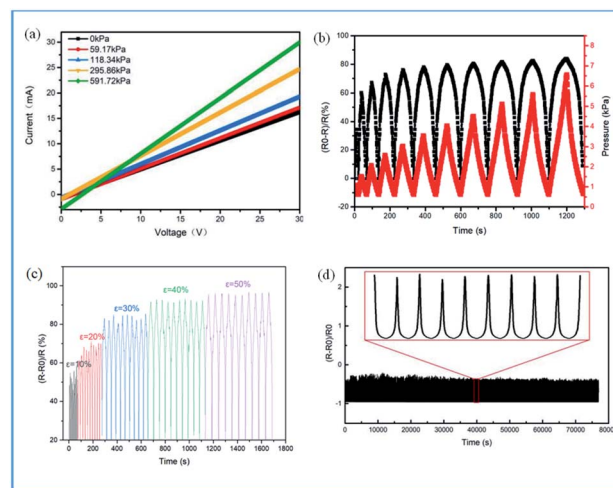 (a)
0kPa
59.17kPa
118.34kPa
295.86kPa
591.72kPa
Current (mA)
30
25
20
15
10
5
0
0 5 10 15 20 25 30
Voltage (V)
(b)
(R0-R)/R(%)
100
80
60
40
20
0
-20
0 200 400 600 800 1000 1200
Time (s)
8
7
6
5
4
3
2
1
0
Pressure (kPa)
(c)
ε=10%
ε=20%
ε=30%
ε=40%
ε=50%
(R-R0)/R (%)
100
80
60
40
20
0 200 400 600 800 1000 1200 1400 1600 1800
Time (s)
(d)
(R-R0)/R0
2
1
0
-1
0 10000 20000 30000 40000 50000 60000 70000 80000
Time (s)